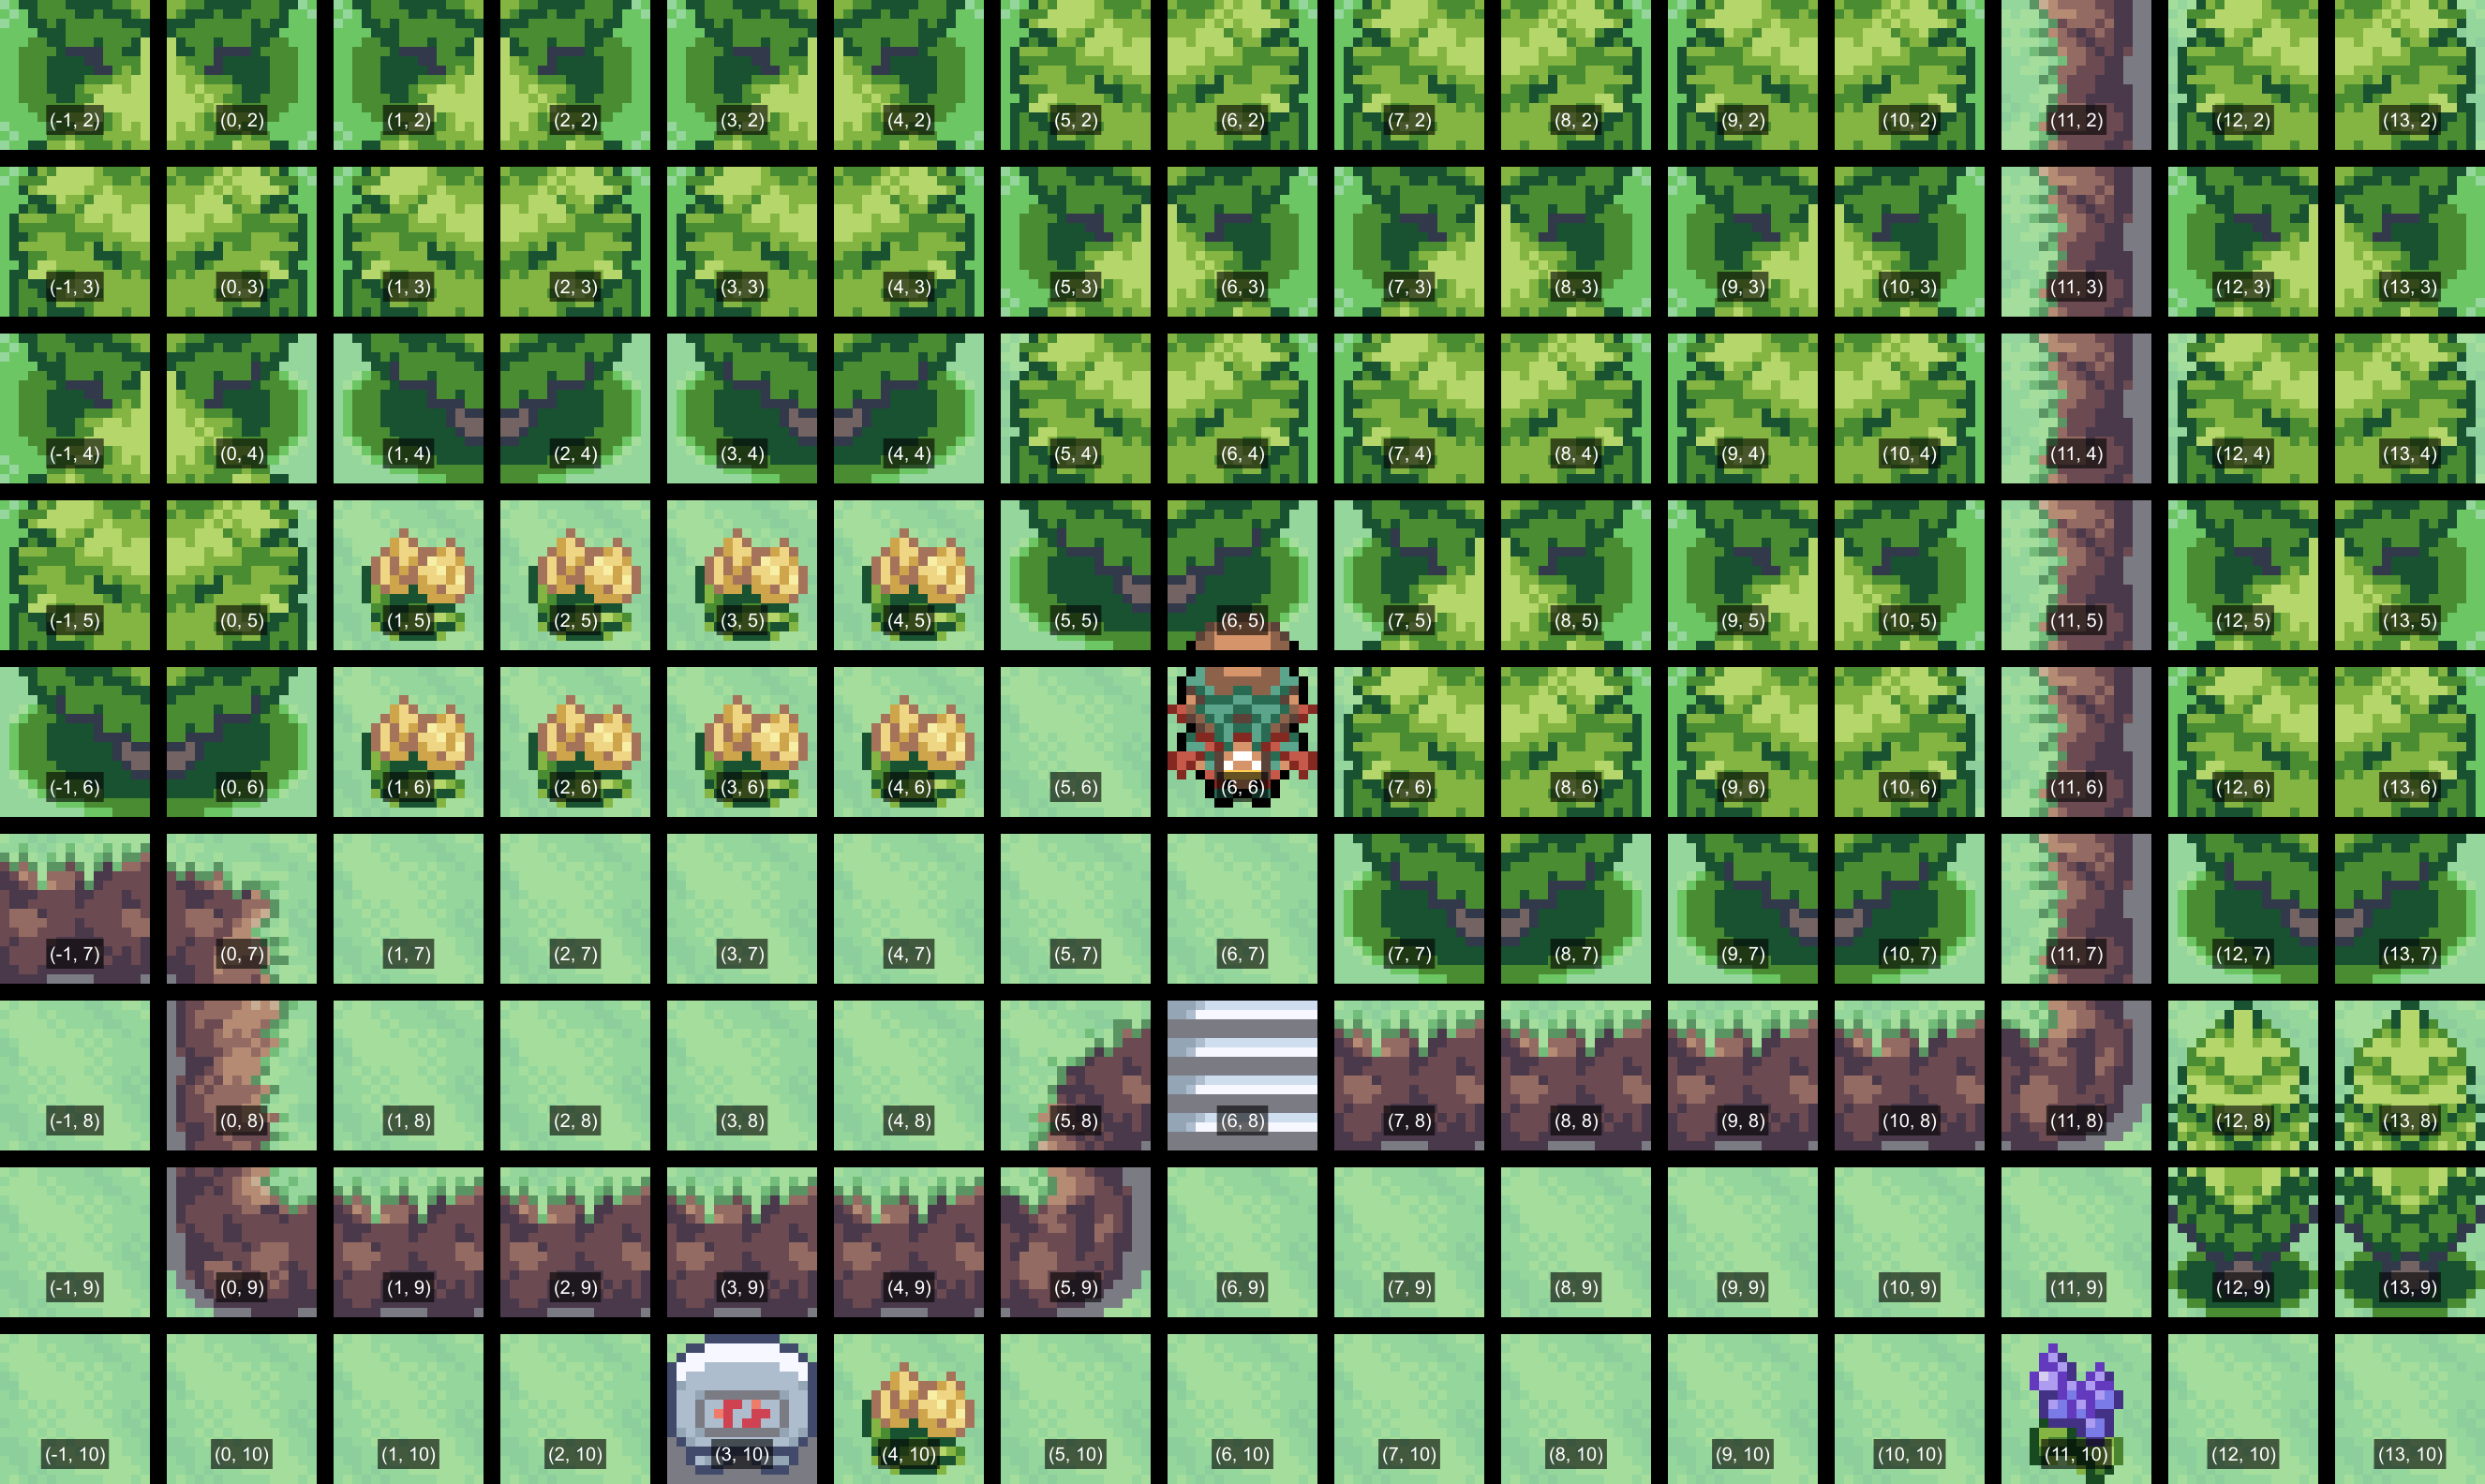 (-1, 2) (0, 2) (1, 2) (2, 2) (3, 2) (4, 2) (5, 2) (6, 2) (7, 2) (8, 2) (9, 2) (10, 2) (11, 2) (12, 2) (13, 2)
(-1, 3) (0, 3) (1, 3) (2, 3) (3, 3) (4, 3) (5, 3) (6, 3) (7, 3) (8, 3) (9, 3) (10, 3) (11, 3) (12, 3) (13, 3)
(-1, 4) (0, 4) (1, 4) (2, 4) (3, 4) (4, 4) (5, 4) (6, 4) (7, 4) (8, 4) (9, 4) (10, 4) (11, 4) (12, 4) (13, 4)
(-1, 5) (0, 5) (1, 5) (2, 5) (3, 5) (4, 5) (5, 5) (6, 5) (7, 5) (8, 5) (9, 5) (10, 5) (11, 5) (12, 5) (13, 5)
(-1, 6) (0, 6) (1, 6) (2, 6) (3, 6) (4, 6) (5, 6) (6, 6) (7, 6) (8, 6) (9, 6) (10, 6) (11, 6) (12, 6) (13, 6)
(-1, 7) (0, 7) (1, 7) (2, 7) (3, 7) (4, 7) (5, 7) (6, 7) (7, 7) (8, 7) (9, 7) (10, 7) (11, 7) (12, 7) (13, 7)
(-1, 8) (0, 8) (1, 8) (2, 8) (3, 8) (4, 8) (5, 8) (6, 8) (7, 8) (8, 8) (9, 8) (10, 8) (11, 8) (12, 8) (13, 8)
(-1, 9) (0, 9) (1, 9) (2, 9) (3, 9) (4, 9) (5, 9) (6, 9) (7, 9) (8, 9) (9, 9) (10, 9) (11, 9) (12, 9) (13, 9)
(-1, 10) (0, 10) (1, 10) (2, 10) (3, 10) (4, 10) (5, 10) (6, 10) (7, 10) (8, 10) (9, 10) (10, 10) (11, 10) (12, 10) (13, 10)